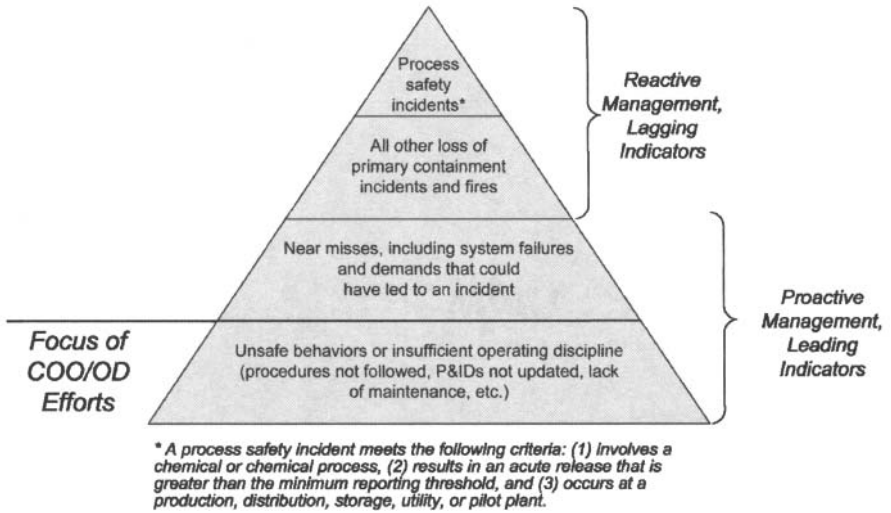 Process
safety
incidents*
Reactive
Management,
Lagging
Indicators
All other loss of
primary containment
incidents and fires
Near misses, including system failures
and demands that could
have led to an incident
Proactive
Management,
Leading
Indicators
Focus of
COO/OD
Efforts
Unsafe behaviors or insufficient operating discipline
(procedures not followed, P&IDs not updated, lack
of maintenance, etc.)
* A process safety incident meets the following criteria: (1) involves a
chemical or chemical process, (2) results in an acute release that is
greater than the minimum reporting threshold, and (3) occurs at a
production, distribution, storage, utility, or pilot plant.